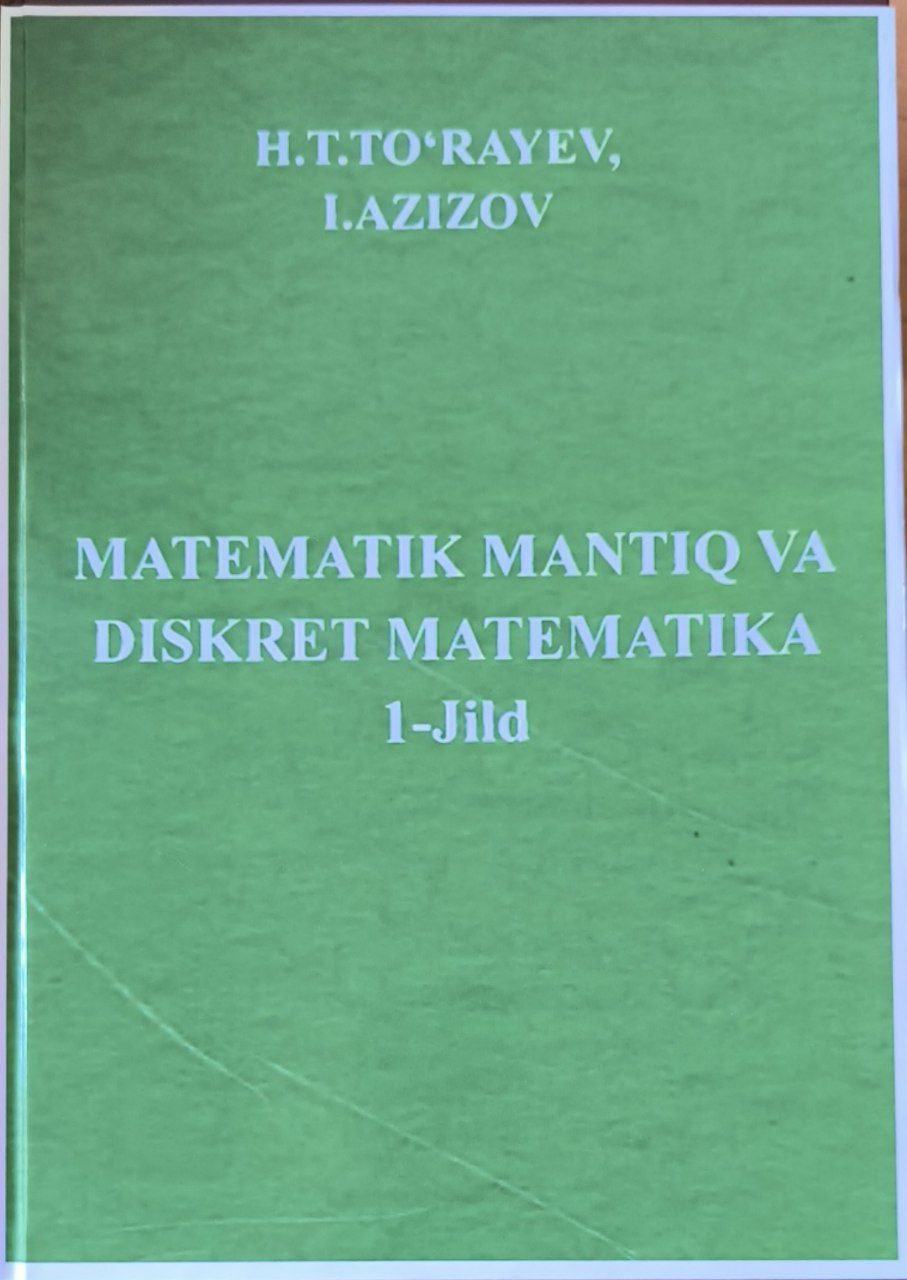 H.T.TO‘RAYEV,
I.AZIZOV
MATEMATIK MANTIQ VA
DISKRET MATEMATIKA
1-Jild